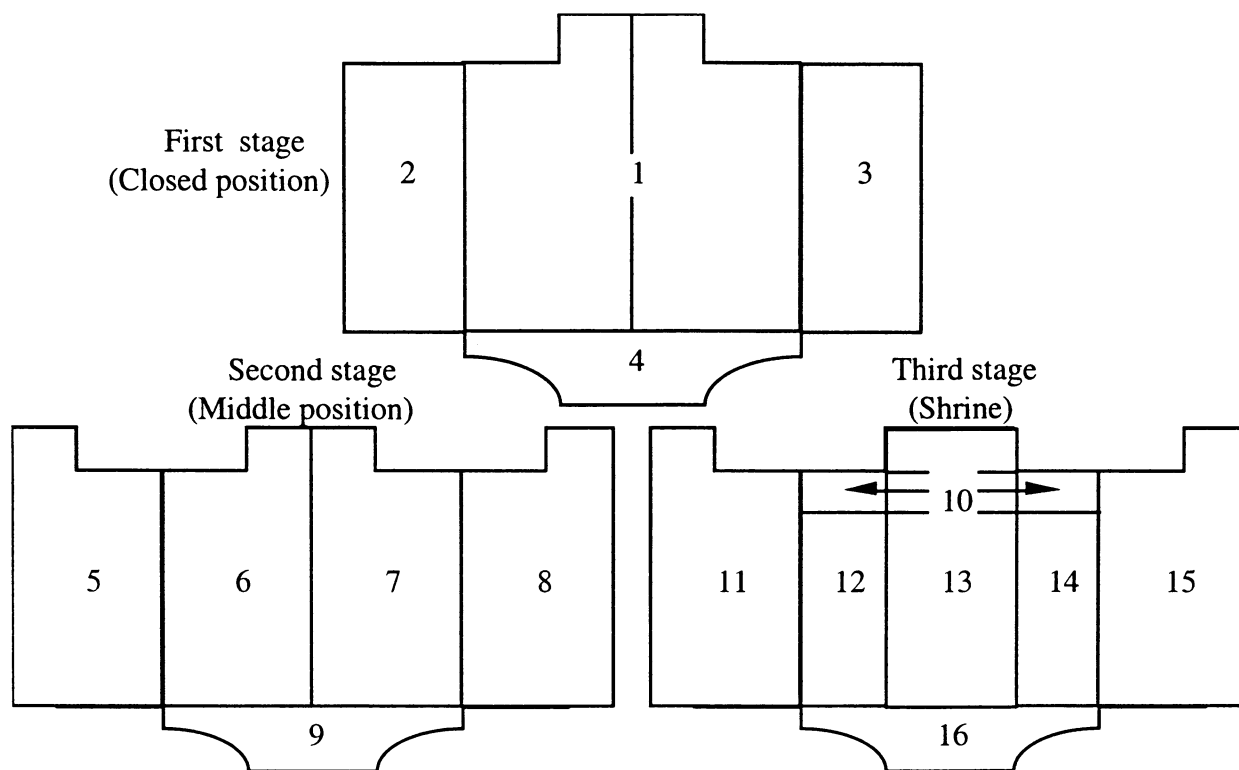 First stage
(Closed position)
2
1
3
4
Second stage
(Middle position)
Third stage
(Shrine)
10
5
6
7
8
11
12
13
14
15
9
16